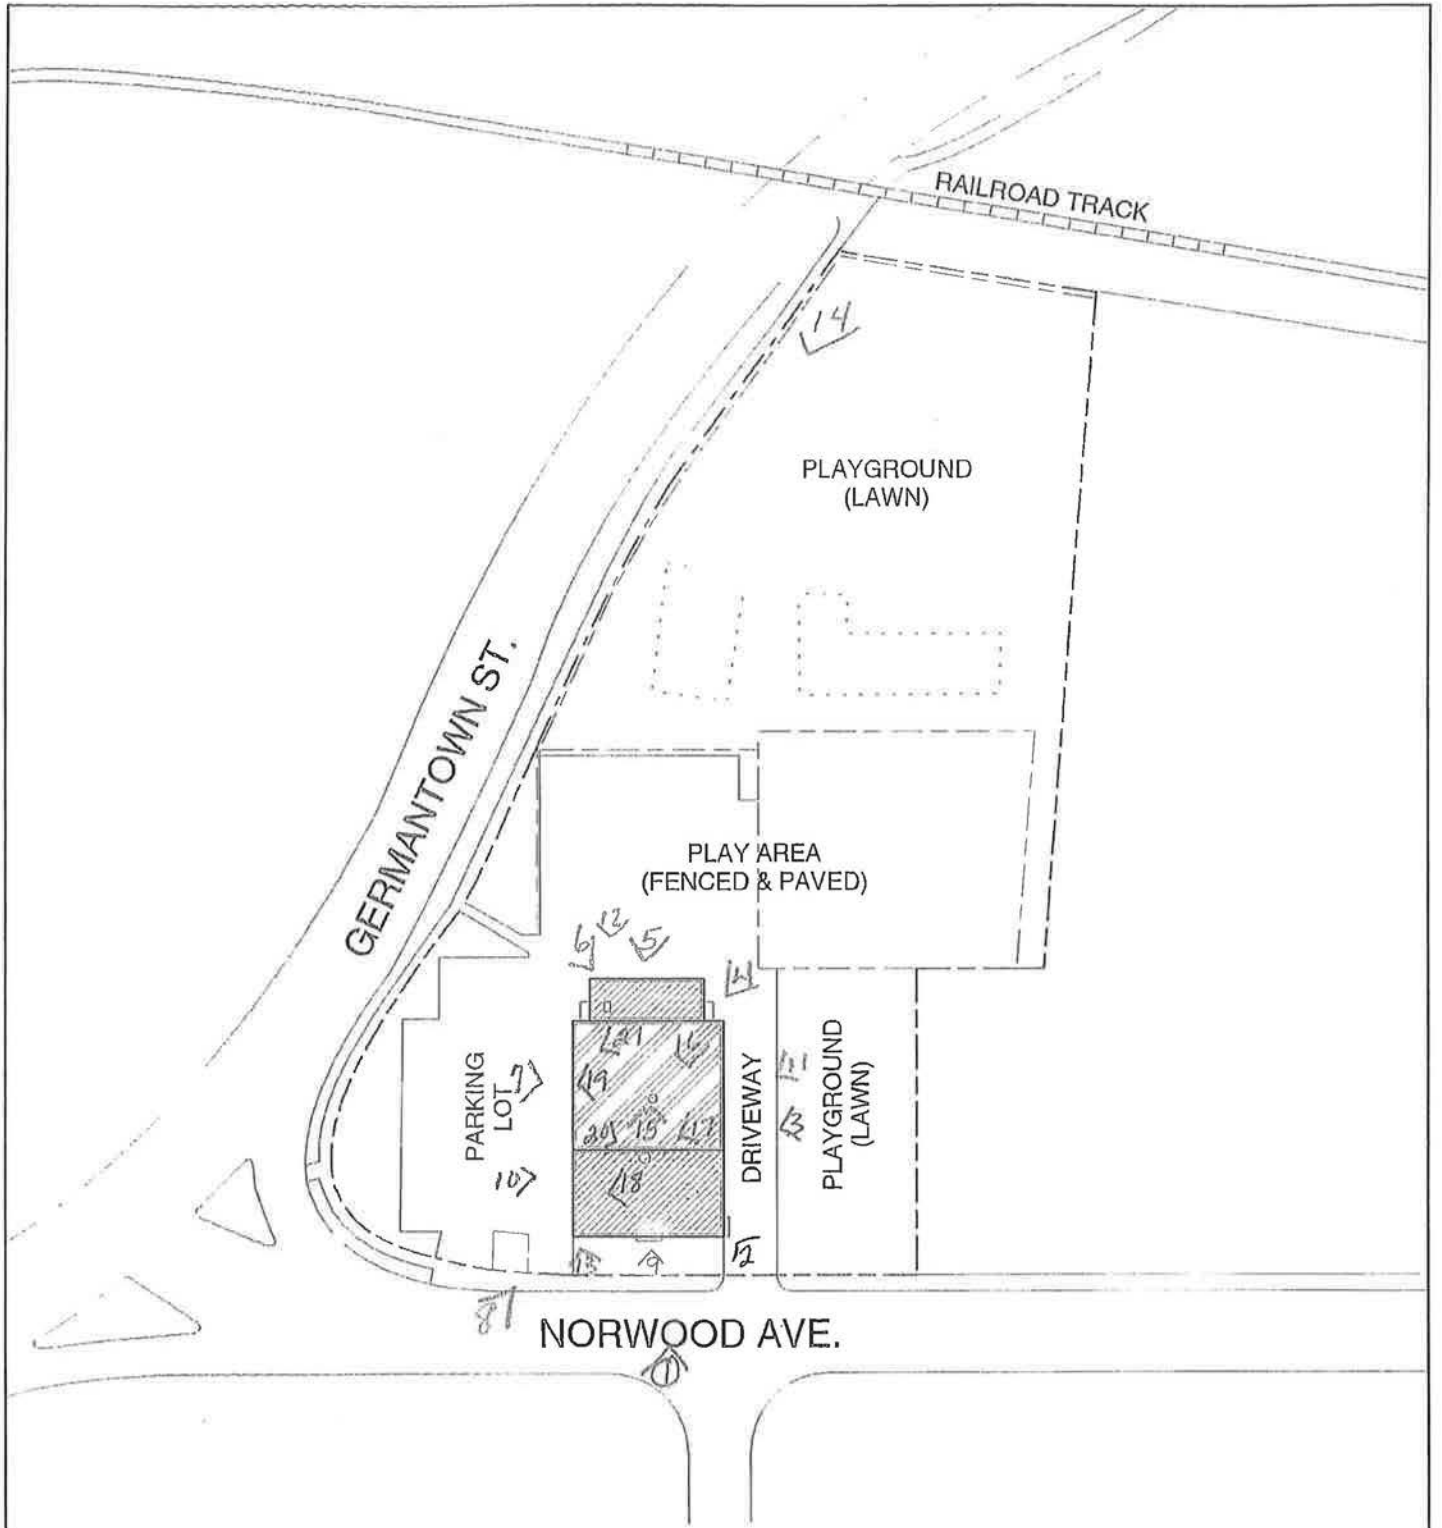 RAILROAD TRACK
14
PLAYGROUND
(LAWN)
GERMANTOWN ST.
PLAY AREA
(FENCED & PAVED)
12
6
5
4
21
16
PARKING
LOT
7
19
DRIVEWAY
11
3
PLAYGROUND
(LAWN)
20
15
17
10
18
13
9
2
8
NORWOOD AVE.
1